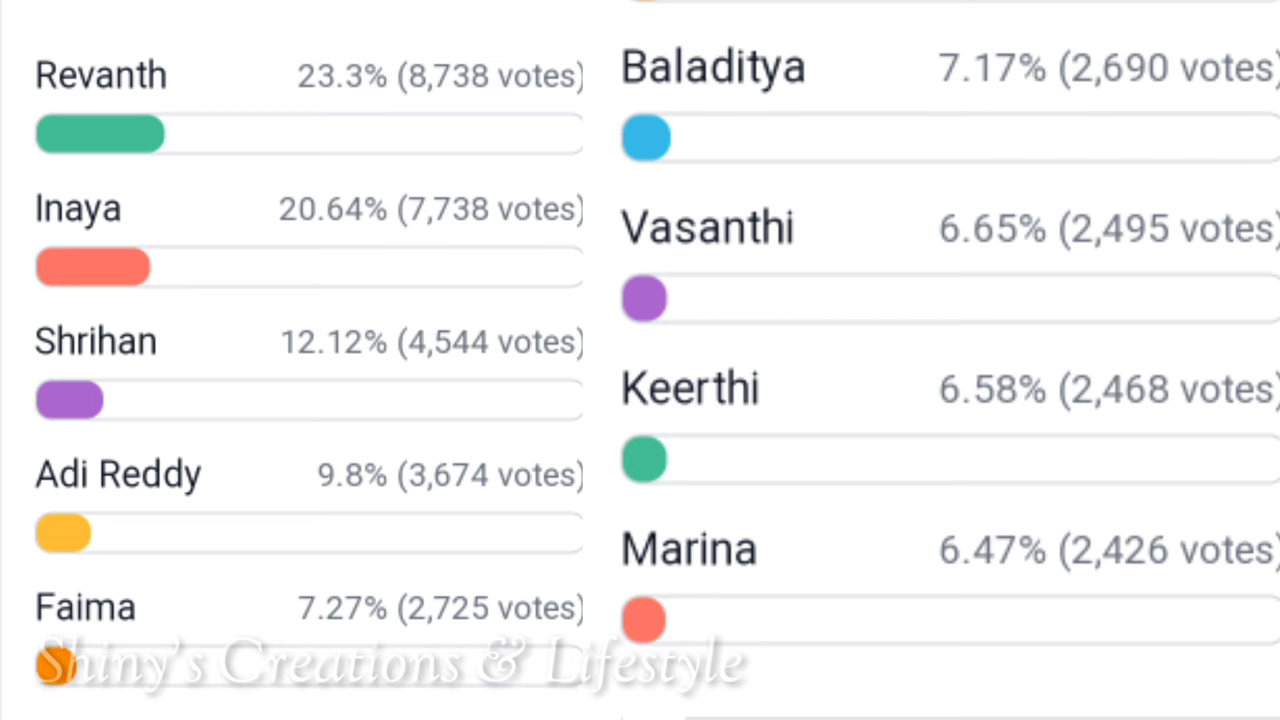 Revanth 23.3% (8,738 votes)
Inaya 20.64% (7,738 votes)
Shrihan 12.12% (4,544 votes)
Adi Reddy 9.8% (3,674 votes)
Faima 7.27% (2,725 votes)
Baladitya 7.17% (2,690 votes)
Vasanthi 6.65% (2,495 votes)
Keerthi 6.58% (2,468 votes)
Marina 6.47% (2,426 votes)
Shiny's Creations & Lifestyle